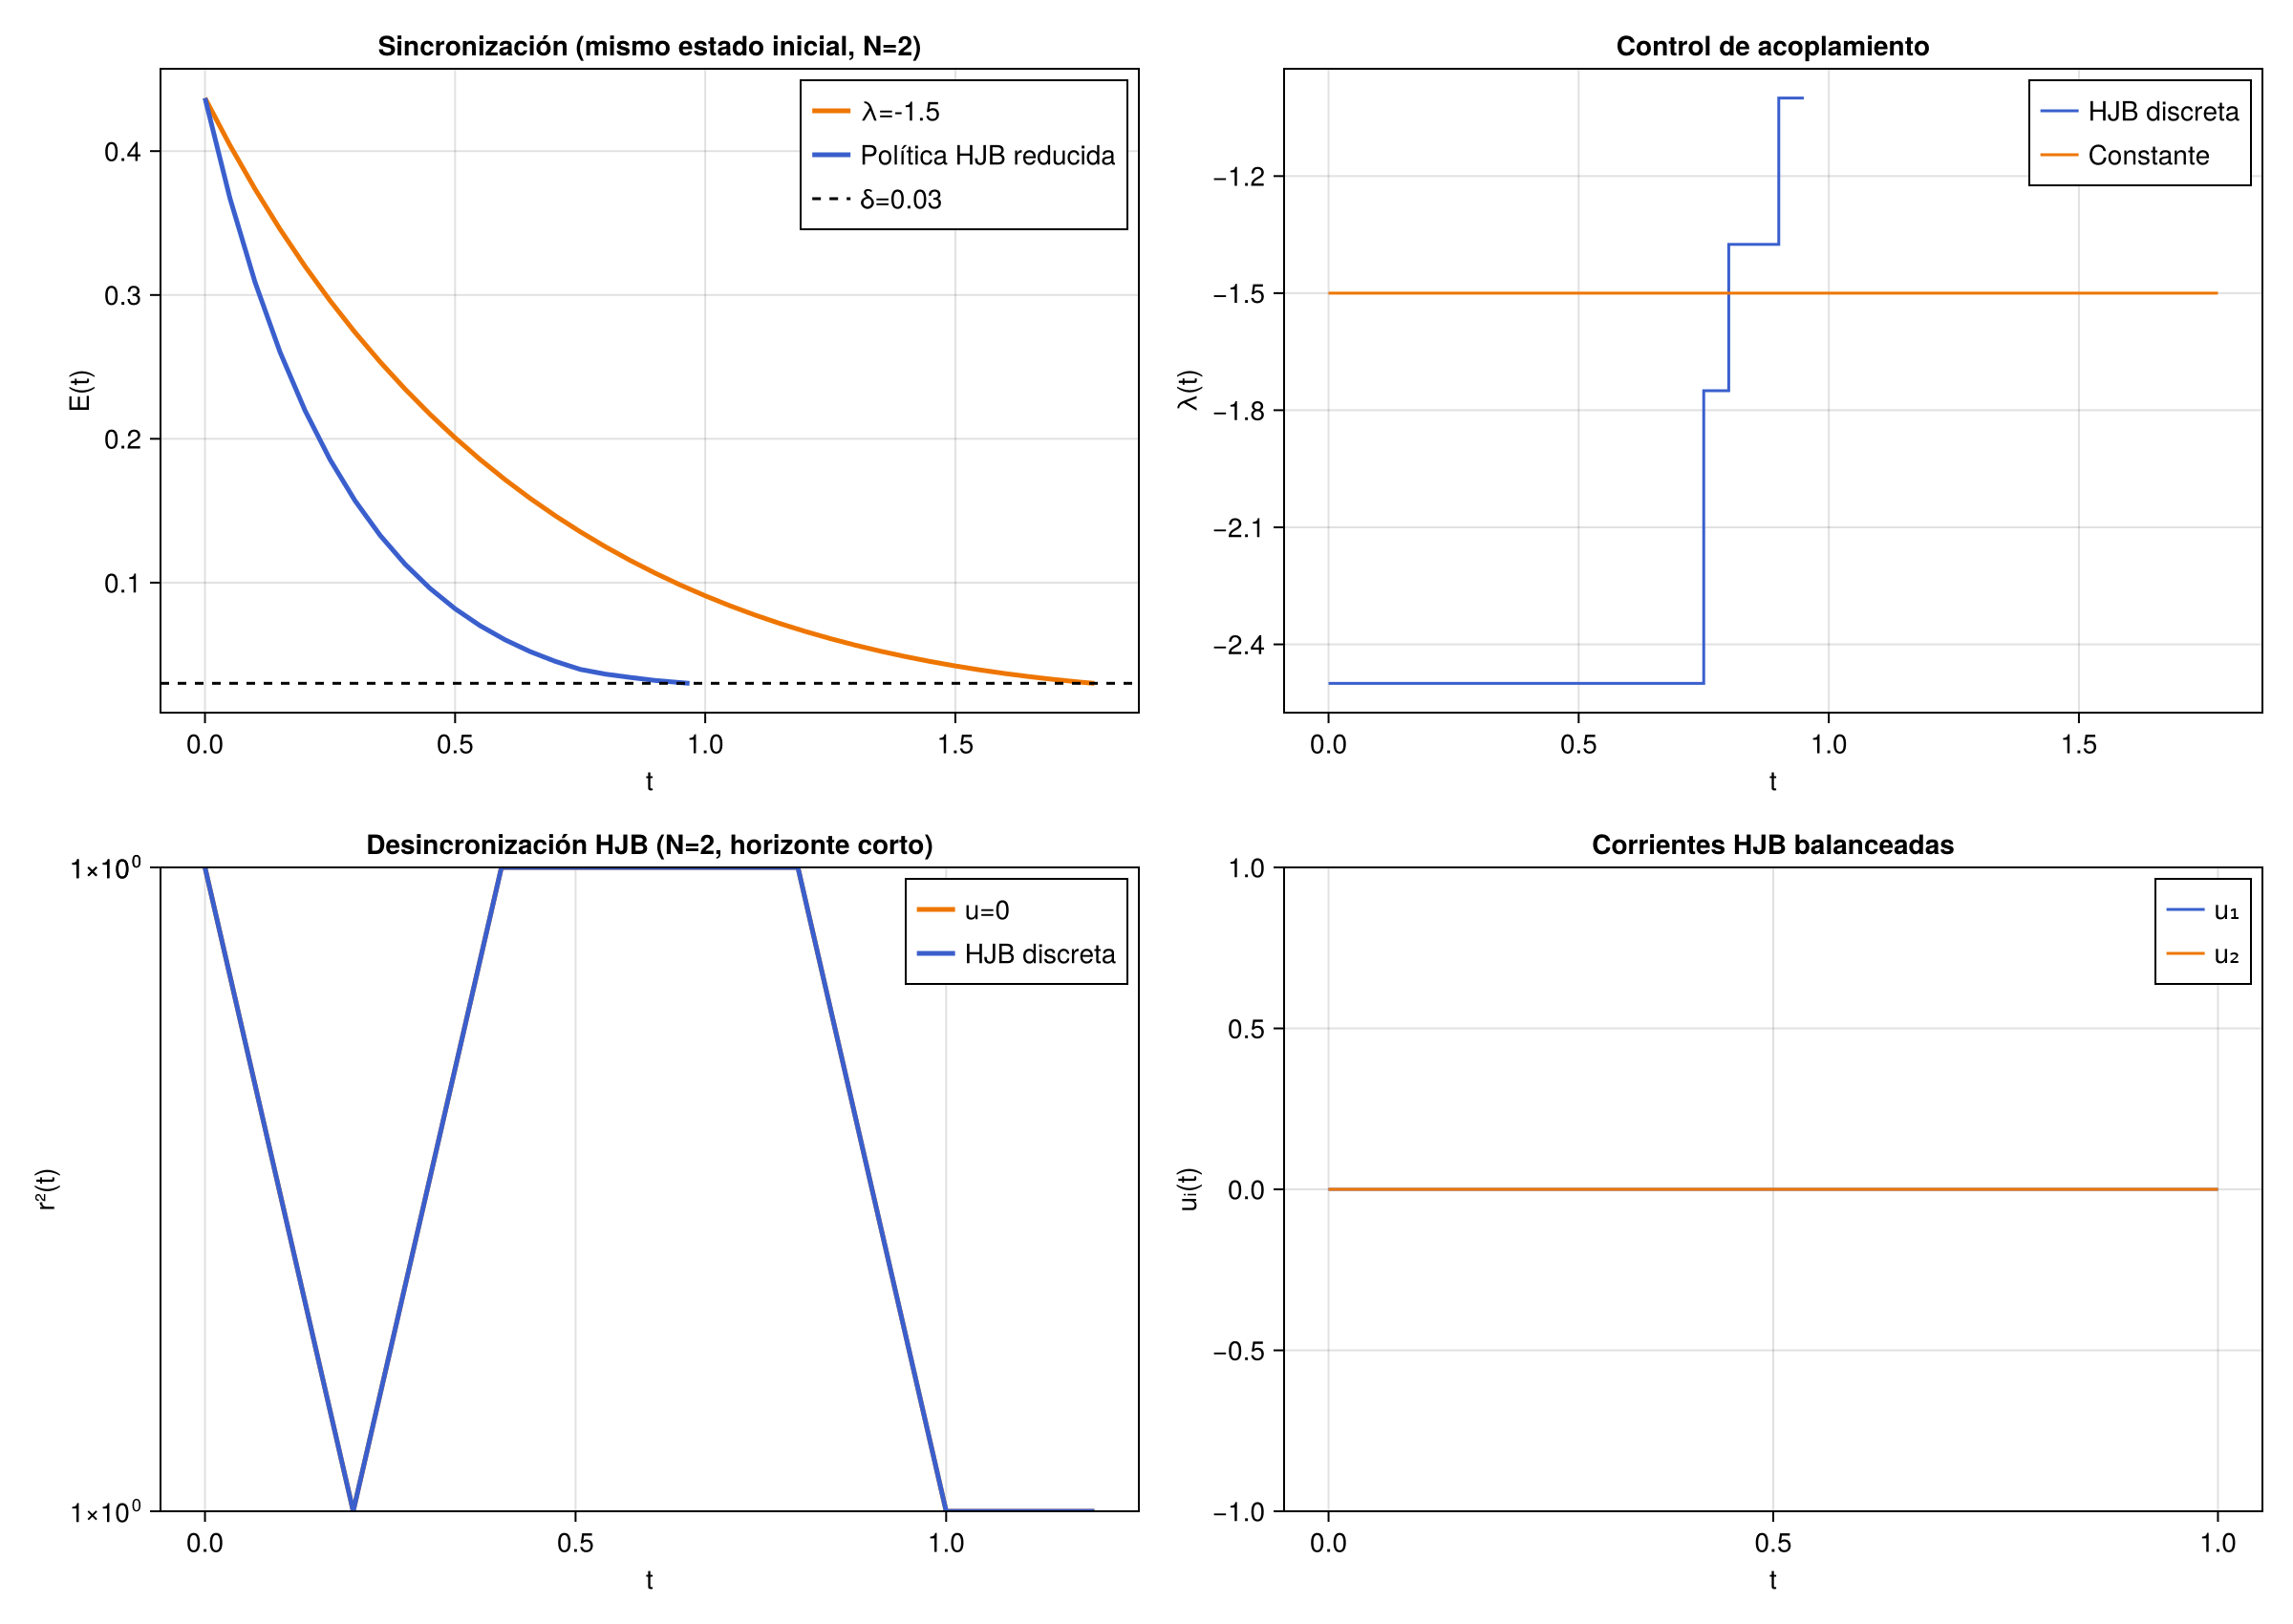 Sincronización (mismo estado inicial, N=2)
λ=-1.5
Política HJB reducida
δ=0.03
E(t)
0.4
0.3
0.2
0.1
0.0 0.5 1.0 1.5
t
Control de acoplamiento
HJB discreta
Constante
λ(t)
−1.2
−1.5
−1.8
−2.1
−2.4
0.0 0.5 1.0 1.5
t
Desincronización HJB (N=2, horizonte corto)
u=0
HJB discreta
r²(t)
1×10⁰
1×10⁰
0.0 0.5 1.0
t
Corrientes HJB balanceadas
u₁
u₂
uᵢ(t)
1.0
0.5
0.0
−0.5
−1.0
0.0 0.5 1.0
t